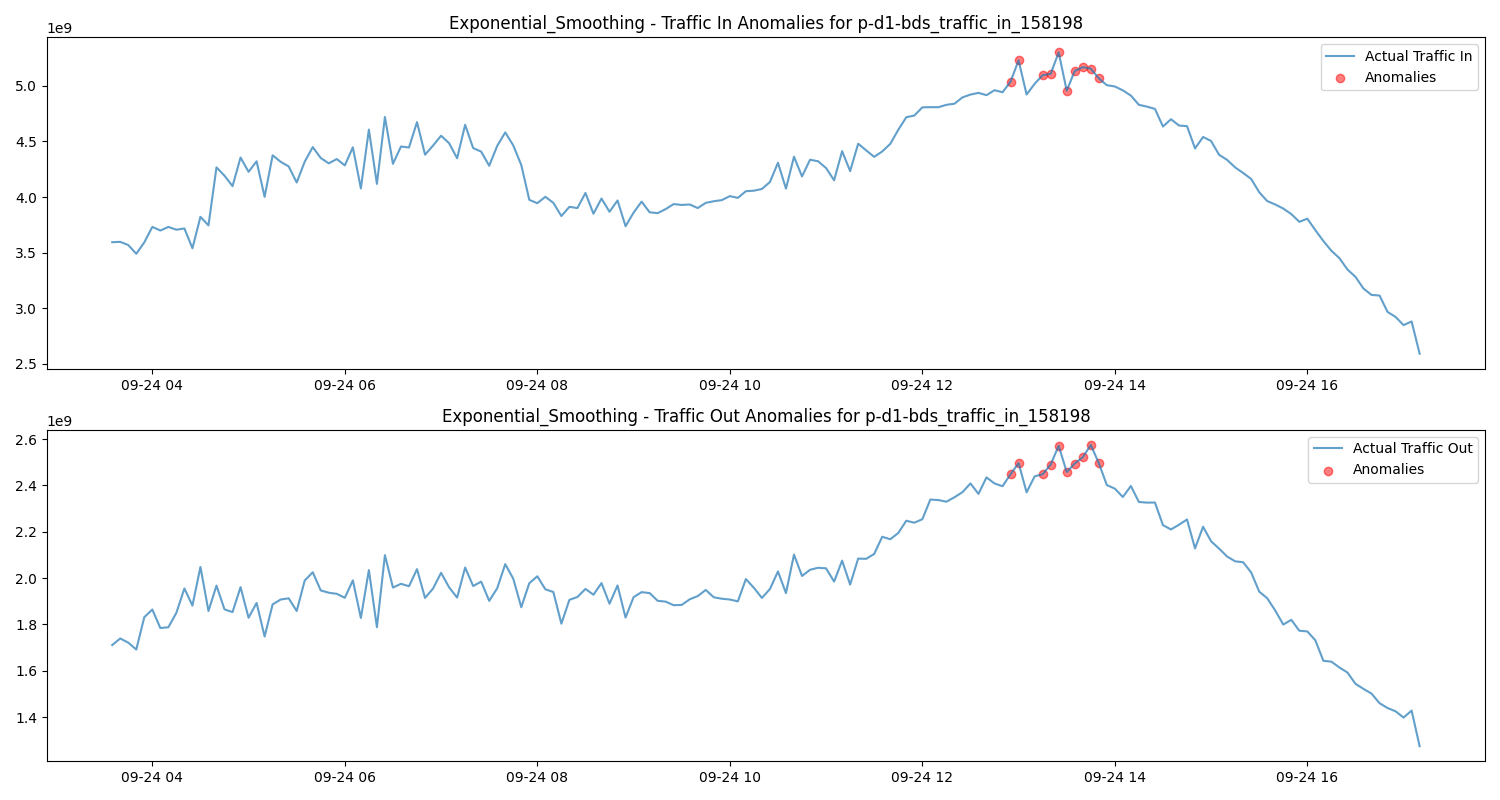 Exponential_Smoothing - Traffic In Anomalies for p-d1-bds_traffic_in_158198
1e9
Actual Traffic In
Anomalies
5.0
4.5
4.0
3.5
3.0
2.5
09-24 04 09-24 06 09-24 08 09-24 10 09-24 12 09-24 14 09-24 16
Exponential_Smoothing - Traffic Out Anomalies for p-d1-bds_traffic_in_158198
1e9
Actual Traffic Out
Anomalies
2.6
2.4
2.2
2.0
1.8
1.6
1.4
09-24 04 09-24 06 09-24 08 09-24 10 09-24 12 09-24 14 09-24 16